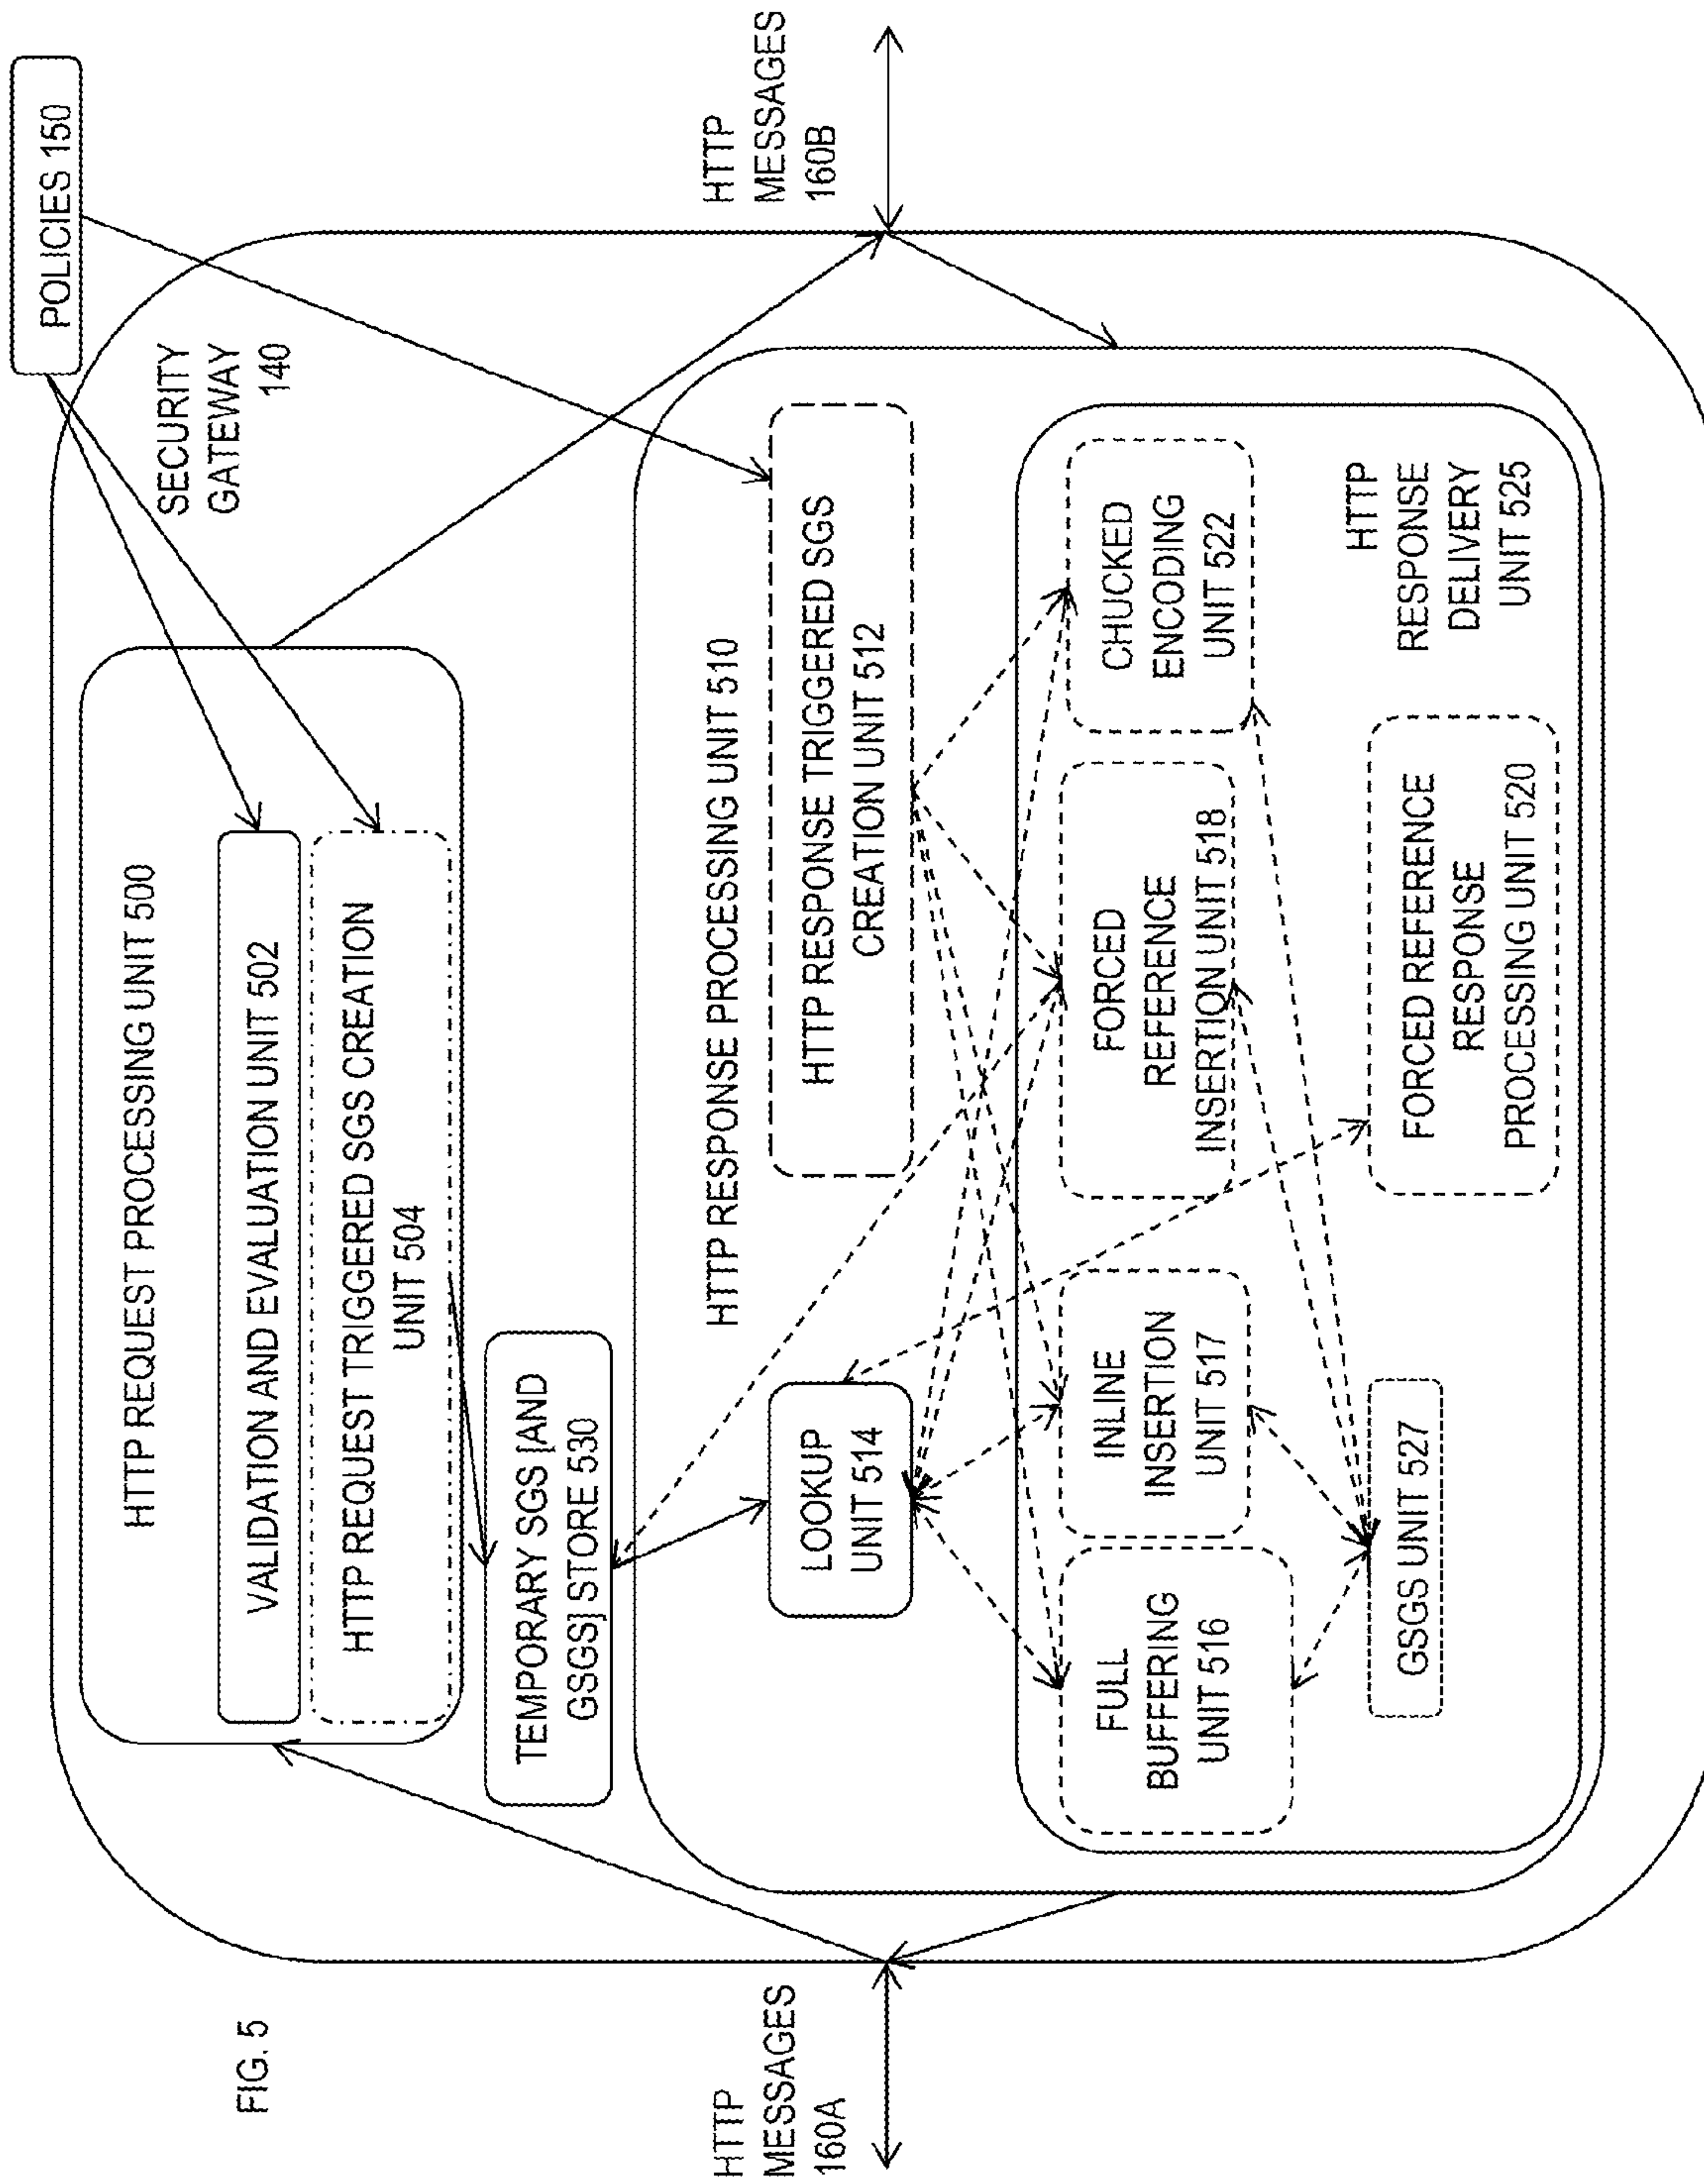 FIG. 5
POLICIES 150
SECURITY
GATEWAY
140
HTTP REQUEST PROCESSING UNIT 500
VALIDATION AND EVALUATION UNIT 502
HTTP REQUEST TRIGGERED SGS CREATION
UNIT 504
TEMPORARY SGS [AND
GSGS] STORE 530
HTTP
MESSAGES
160A
HTTP
MESSAGES
160B
HTTP RESPONSE PROCESSING UNIT 510
LOOKUP
UNIT 514
HTTP RESPONSE TRIGGERED SGS
CREATION UNIT 512
FULL
BUFFERING
UNIT 516
INLINE
INSERTION
UNIT 517
FORCED
REFERENCE
INSERTION UNIT 518
CHUCKED
ENCODING
UNIT 522
GSGS UNIT 527
FORCED REFERENCE
RESPONSE
PROCESSING UNIT 520
HTTP
RESPONSE
DELIVERY
UNIT 525